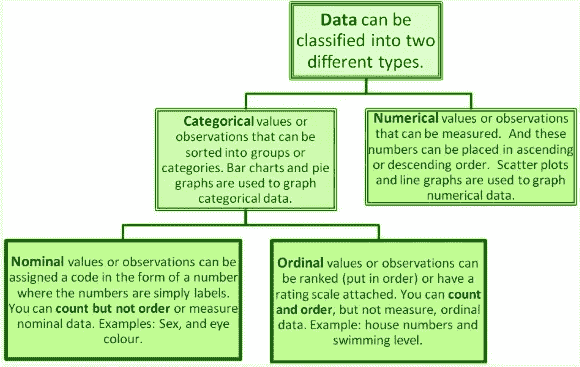 Data can be
classified into two
different types.
Categorical values or
observations that can be
sorted into groups or
categories. Bar charts and pie
graphs are used to graph
categorical data.
Numerical values or observations
that can be measured.  And these
numbers can be placed in ascending
or descending order.  Scatter plots
and line graphs are used to graph
numerical data.
Nominal values or observations can be
assigned a code in the form of a number
where the numbers are simply labels.
You can count but not order or measure
nominal data. Examples: Sex, and eye
colour.
Ordinal values or observations can
be ranked (put in order) or have a
rating scale attached. You can count
and order, but not measure, ordinal
data. Example: house numbers and
swimming level.